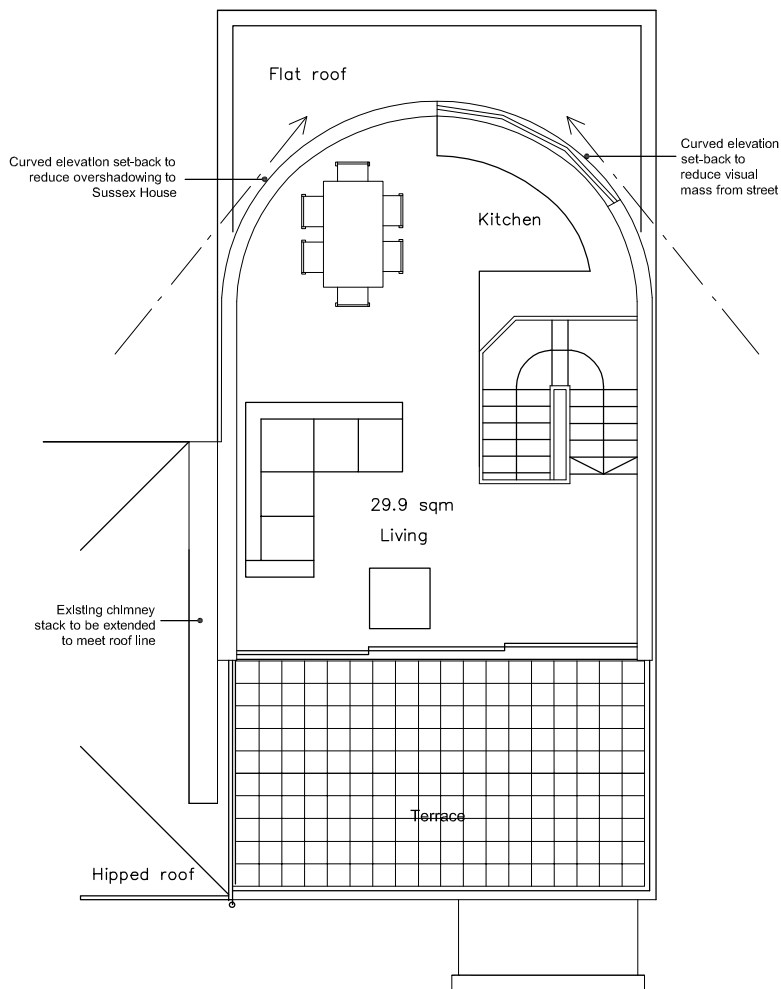 Flat roof
Curved elevation set-back to
reduce overshadowing to
Sussex House
Curved elevation
set-back to
reduce visual
mass from street
Kitchen
29.9 sqm
Living
Existing chimney
stack to be extended
to meet roof line
Terrace
Hipped roof